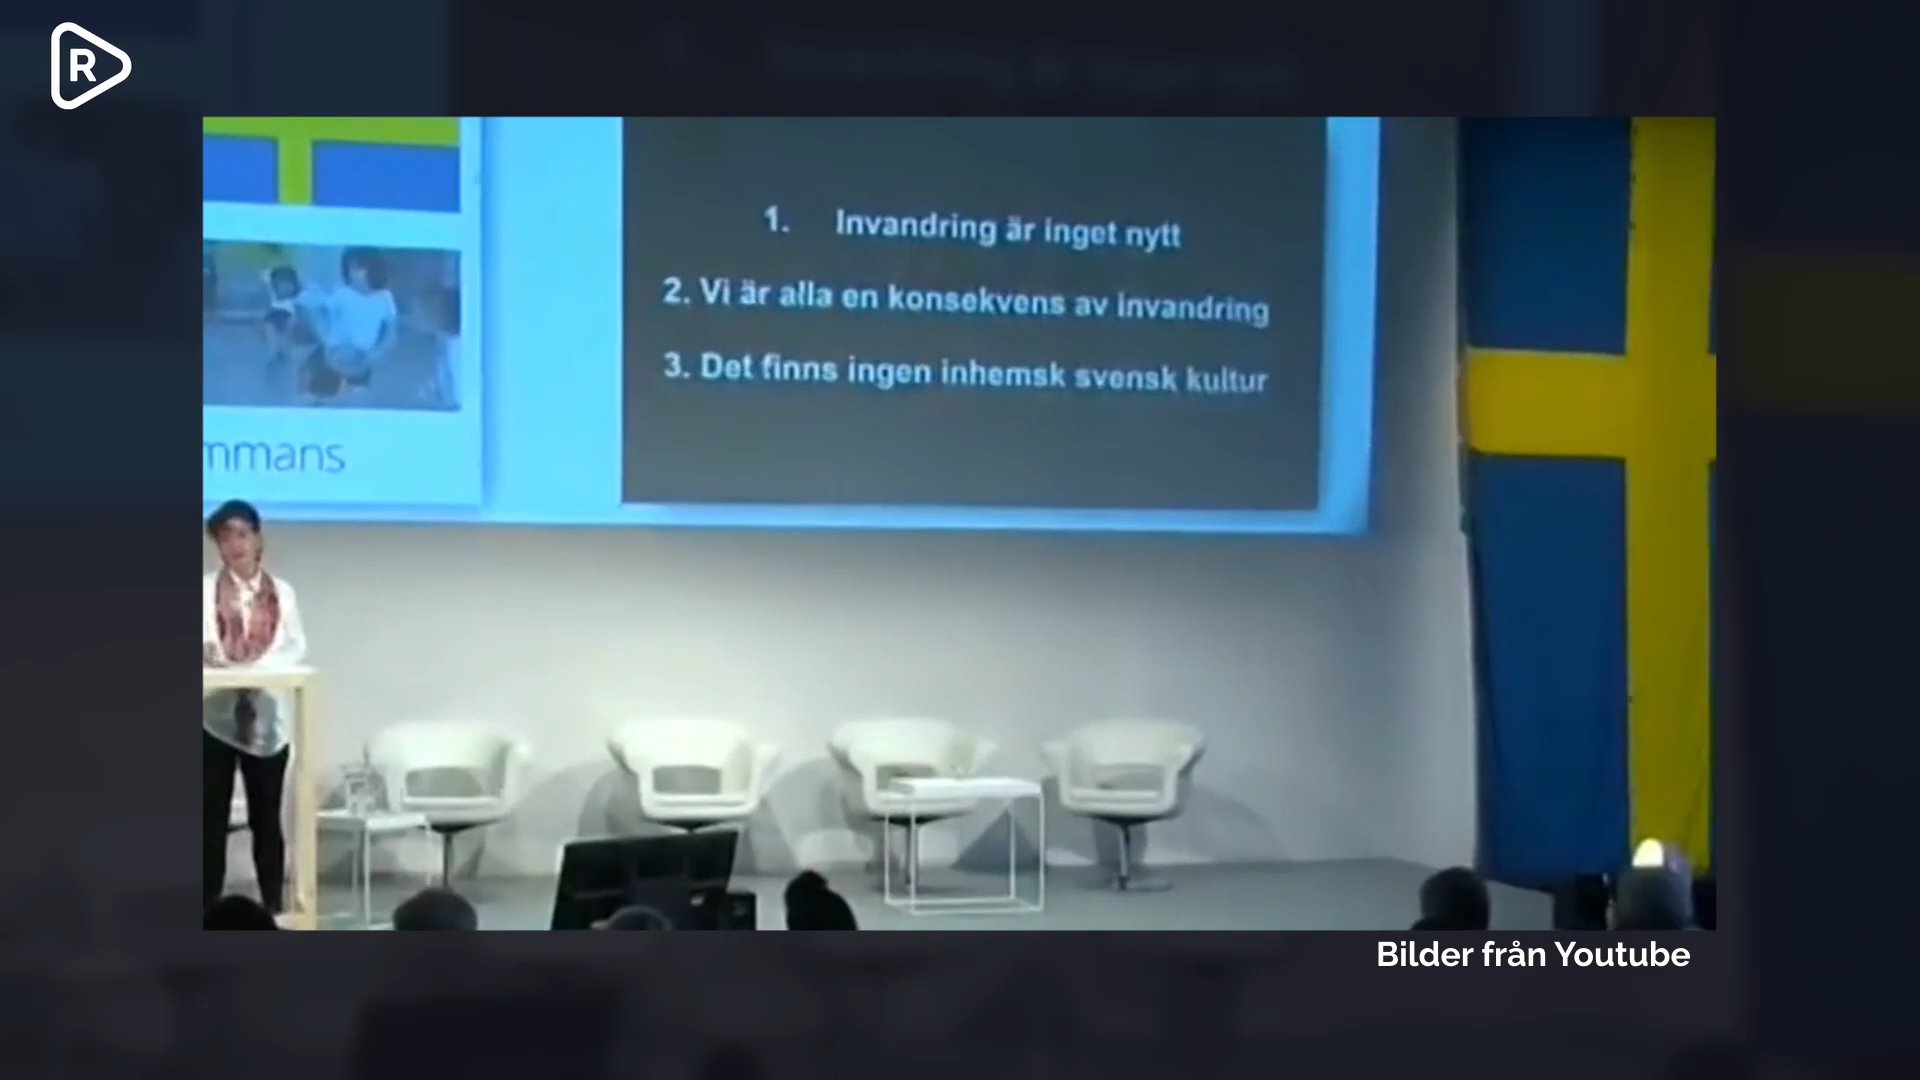 R
1. Invandring är inget nytt
2. Vi är alla en konsekvens av invandring
3. Det finns ingen inhemsk svensk kultur
mmans
Bilder från Youtube